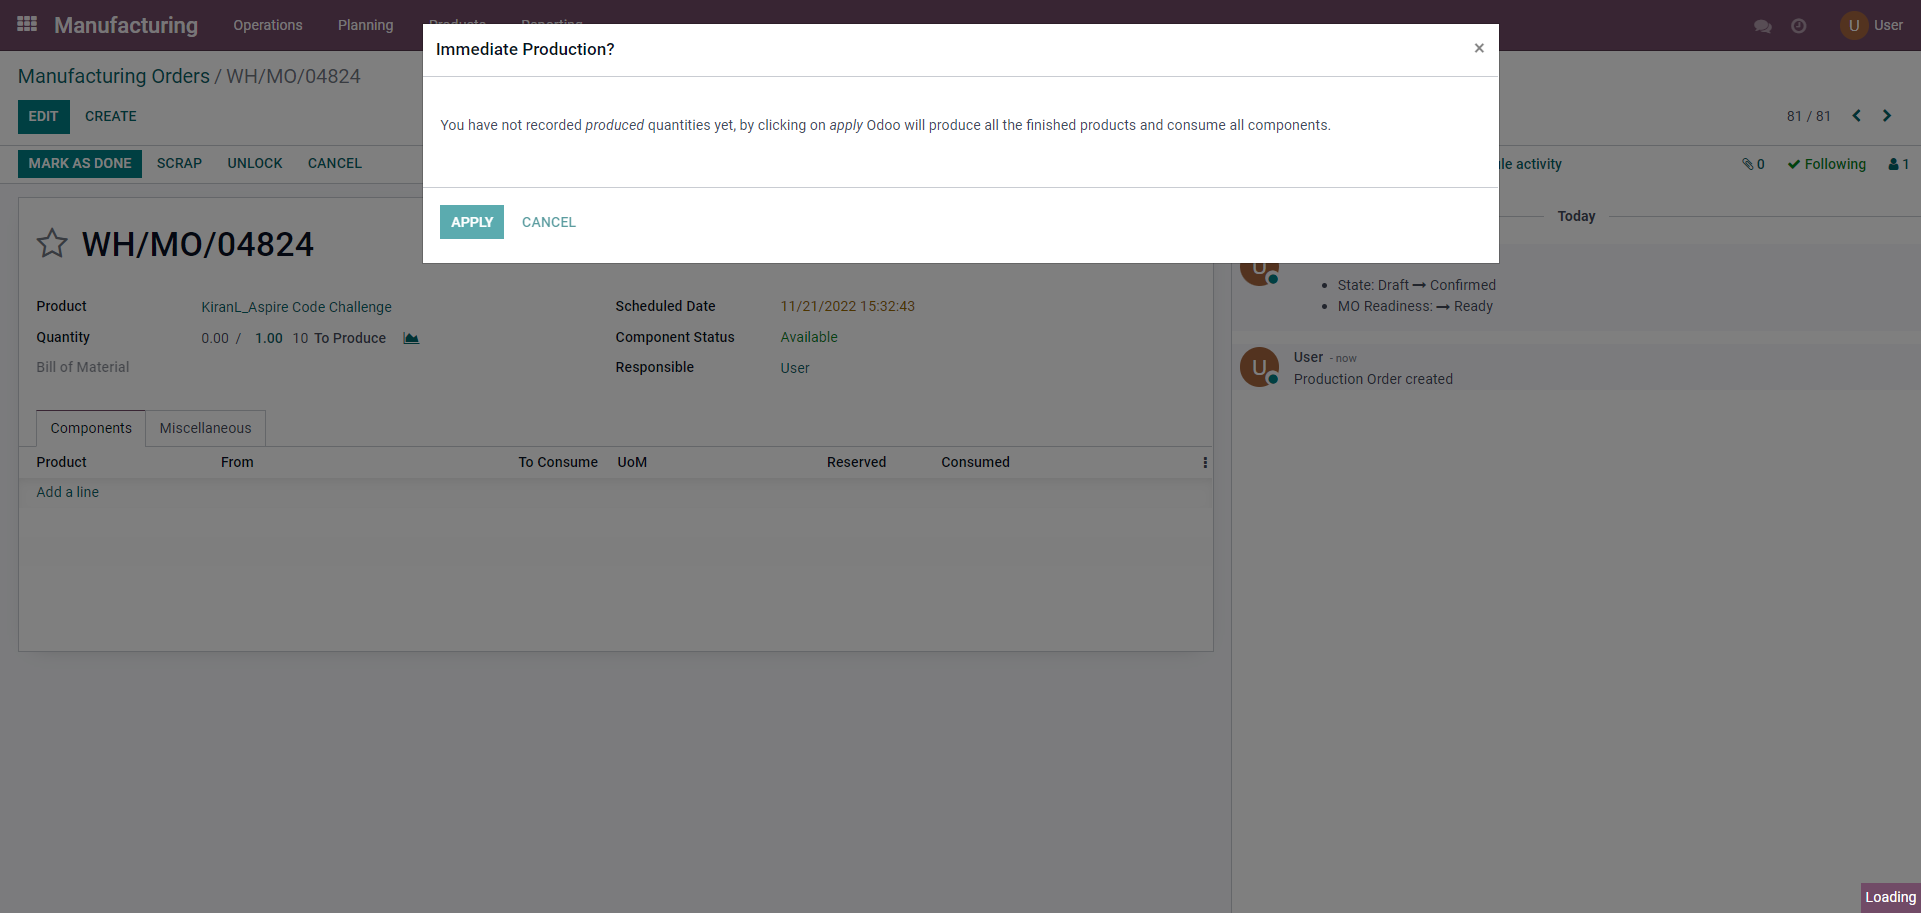 Manufacturing Operations Planning
U User
Immediate Production? ×
You have not recorded produced quantities yet, by clicking on apply Odoo will produce all the finished products and consume all components.
APPLY CANCEL
Manufacturing Orders / WH/MO/04824
EDIT CREATE
81 / 81
MARK AS DONE SCRAP UNLOCK CANCEL
activity 0 Following 1
Today
WH/MO/04824
Product KiranL_Aspire Code Challenge
Quantity 0.00 / 1.00 10 To Produce
Bill of Material
Scheduled Date 11/21/2022 15:32:43
Component Status Available
Responsible User
Components Miscellaneous
Product From To Consume UoM Reserved Consumed
Add a line
U
• State: Draft → Confirmed
• MO Readiness: → Ready
U
User - now
Production Order created
Loading